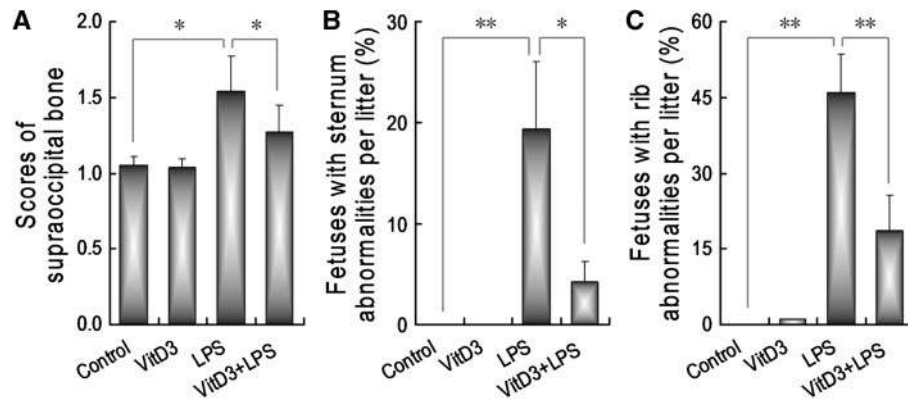 A
Scores of
supraoccipital bone
2.0
1.5
1.0
0.5
0.0
* *
Control
VitD3
LPS
VitD3+LPS
B
Fetuses with sternum
abnormalities per litter (%)
30
20
10
0
** *
Control
VitD3
LPS
VitD3+LPS
C
Fetuses with rib
abnormalities per litter (%)
60
45
30
15
0
** **
Control
VitD3
LPS
VitD3+LPS